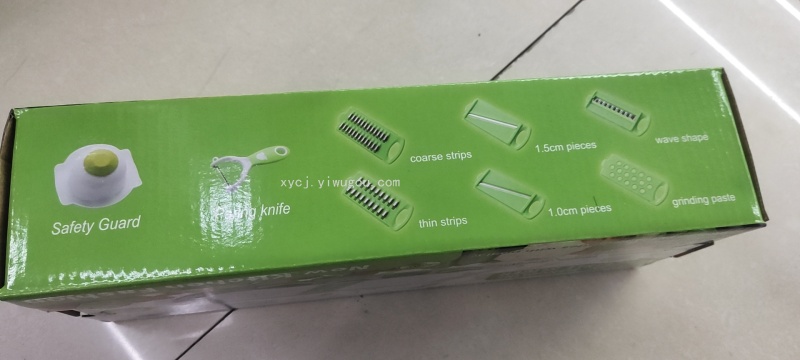 coarse strips
1.5cm pieces
wave shape
Safety Guard
xycj.yiwugou.com
knife
thin strips
1.0cm pieces
grinding paste